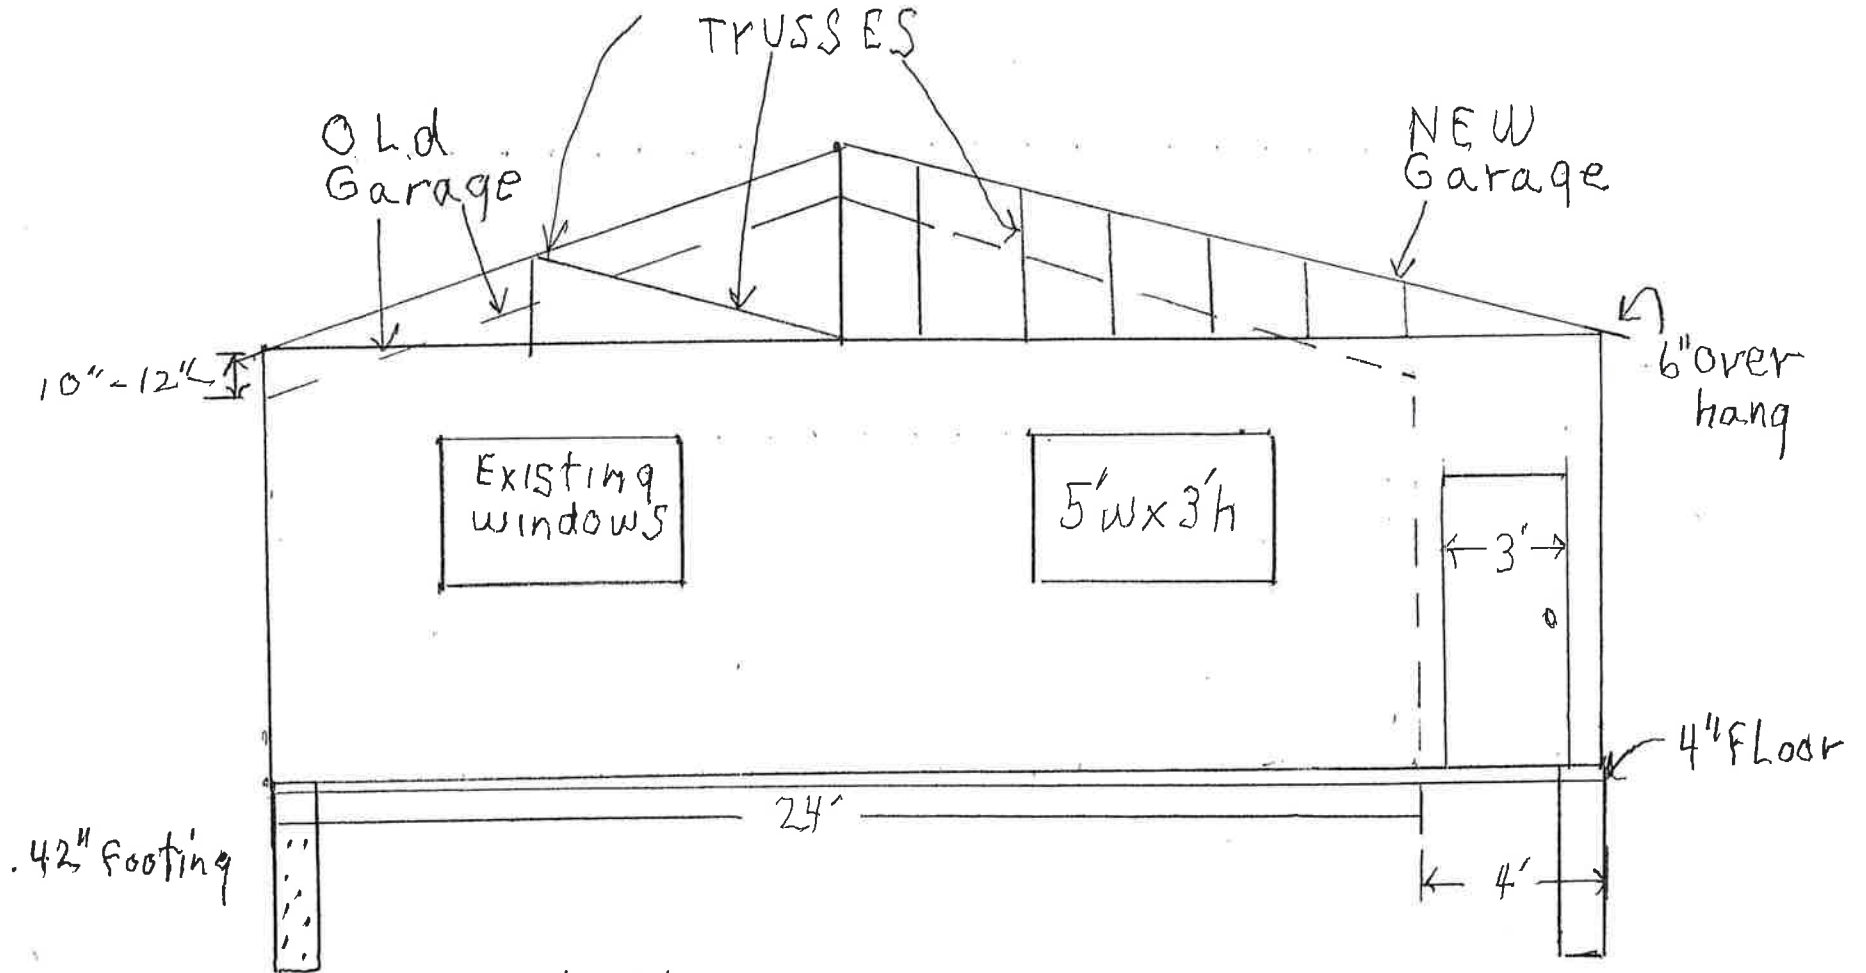 TrUSSES
OLd
Garage
NEW
Garage
10"-12"
6"over
hang
Existing
windows
5'wx3'h
3'
4"FLoor
24'
.42" Footing
4'